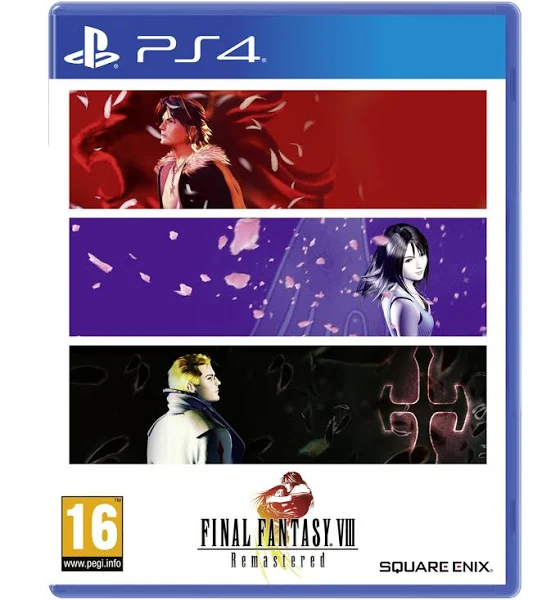 PS4
FINAL FANTASY VIII
Remastered
16
www.pegi.info
SQUARE ENIX